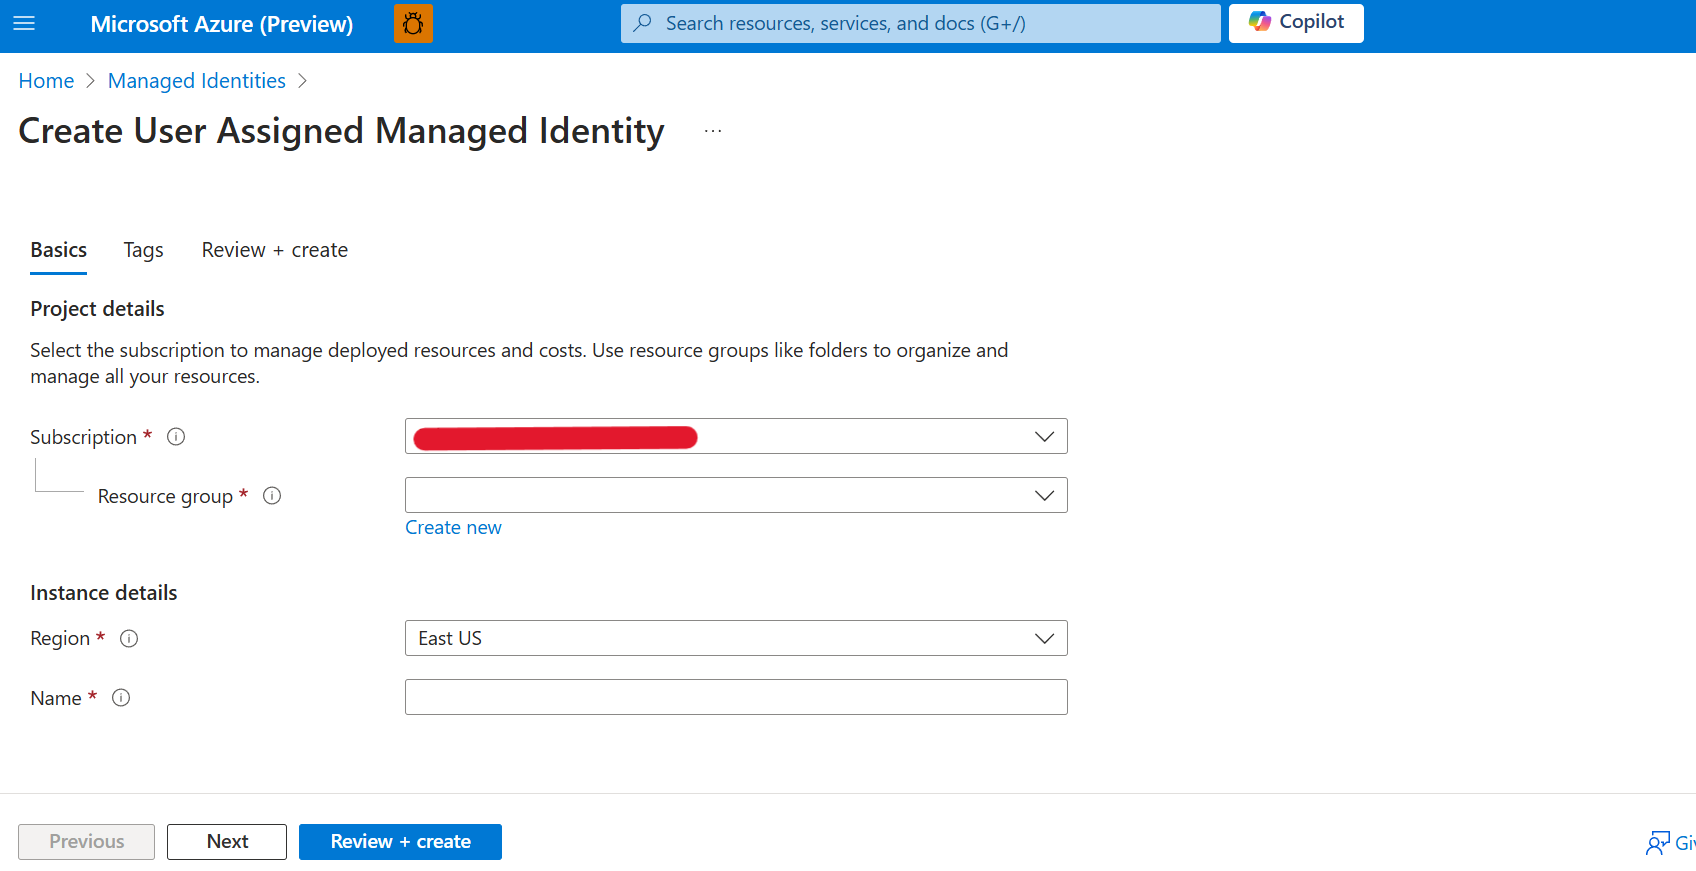 Microsoft Azure (Preview)
Search resources, services, and docs (G+/)
Copilot
Home > Managed Identities >
Create User Assigned Managed Identity ...
Basics Tags Review + create
Project details
Select the subscription to manage deployed resources and costs. Use resource groups like folders to organize and
manage all your resources.
Subscription *
Resource group *
Create new
Instance details
Region *
East US
Name *
Previous Next Review + create
Giv